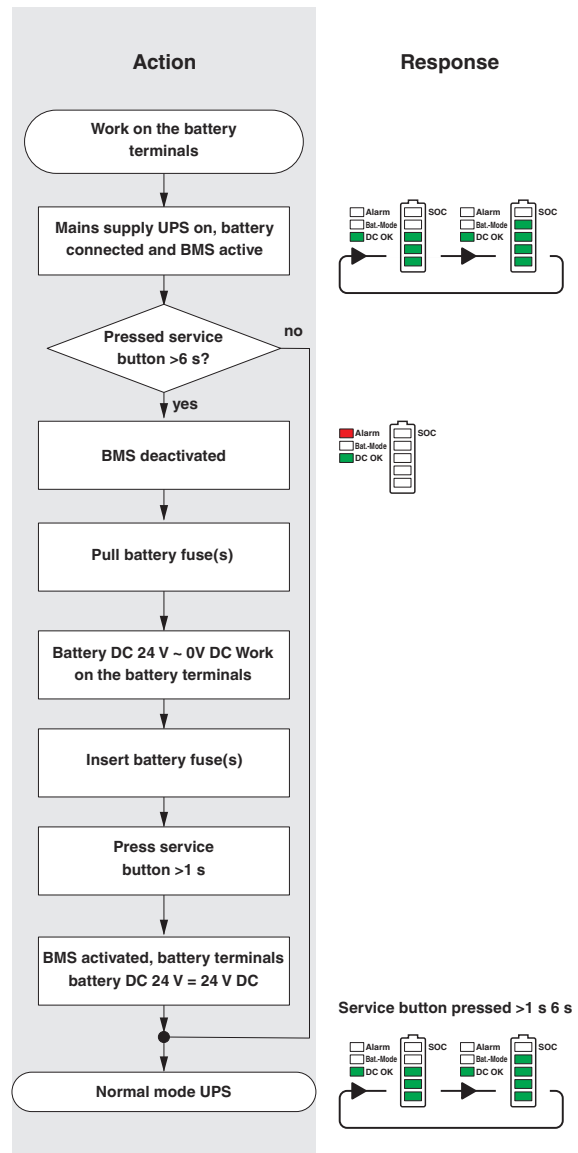 Action
Response
Work on the battery
terminals
Mains supply UPS on, battery
connected and BMS active
Alarm
Bat.-Mode
DC OK
SOC
Alarm
Bat.-Mode
DC OK
SOC
Pressed service
button >6 s?
no
yes
BMS deactivated
Alarm
Bat.-Mode
DC OK
SOC
Pull battery fuse(s)
Battery DC 24 V ~ 0V DC Work
on the battery terminals
Insert battery fuse(s)
Press service
button >1 s
BMS activated, battery terminals
battery DC 24 V = 24 V DC
Service button pressed >1 s 6 s
Alarm
Bat.-Mode
DC OK
SOC
Alarm
Bat.-Mode
DC OK
SOC
Normal mode UPS